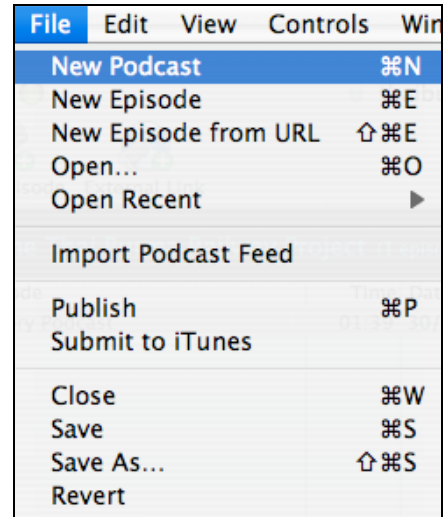 File Edit View Controls Win
New Podcast ⌘N
New Episode ⌘E
New Episode from URL ⇧⌘E
Open... ⌘O
Open Recent ▶
Import Podcast Feed
Publish ⌘P
Submit to iTunes
Close ⌘W
Save ⌘S
Save As... ⇧⌘S
Revert